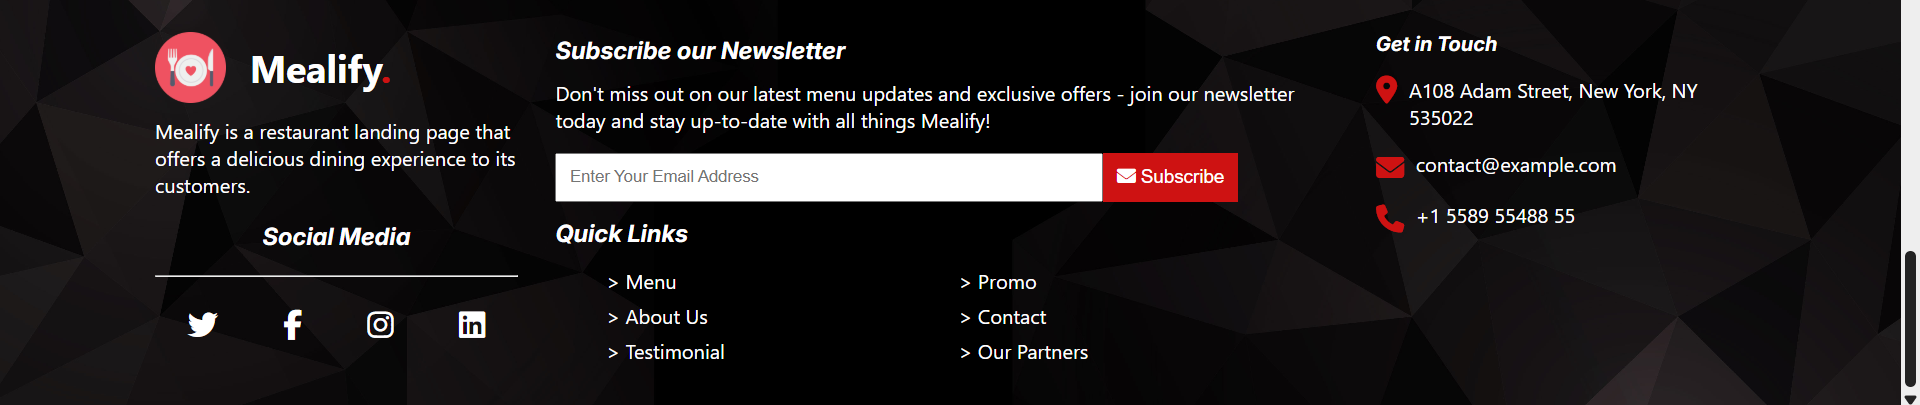 Mealify.
Mealify is a restaurant landing page that
offers a delicious dining experience to its
customers.
Social Media
Subscribe our Newsletter
Don't miss out on our latest menu updates and exclusive offers - join our newsletter
today and stay up-to-date with all things Mealify!
Enter Your Email Address
Subscribe
Quick Links
> Menu
> About Us
> Testimonial
> Promo
> Contact
> Our Partners
Get in Touch
A108 Adam Street, New York, NY
535022
contact@example.com
+1 5589 55488 55